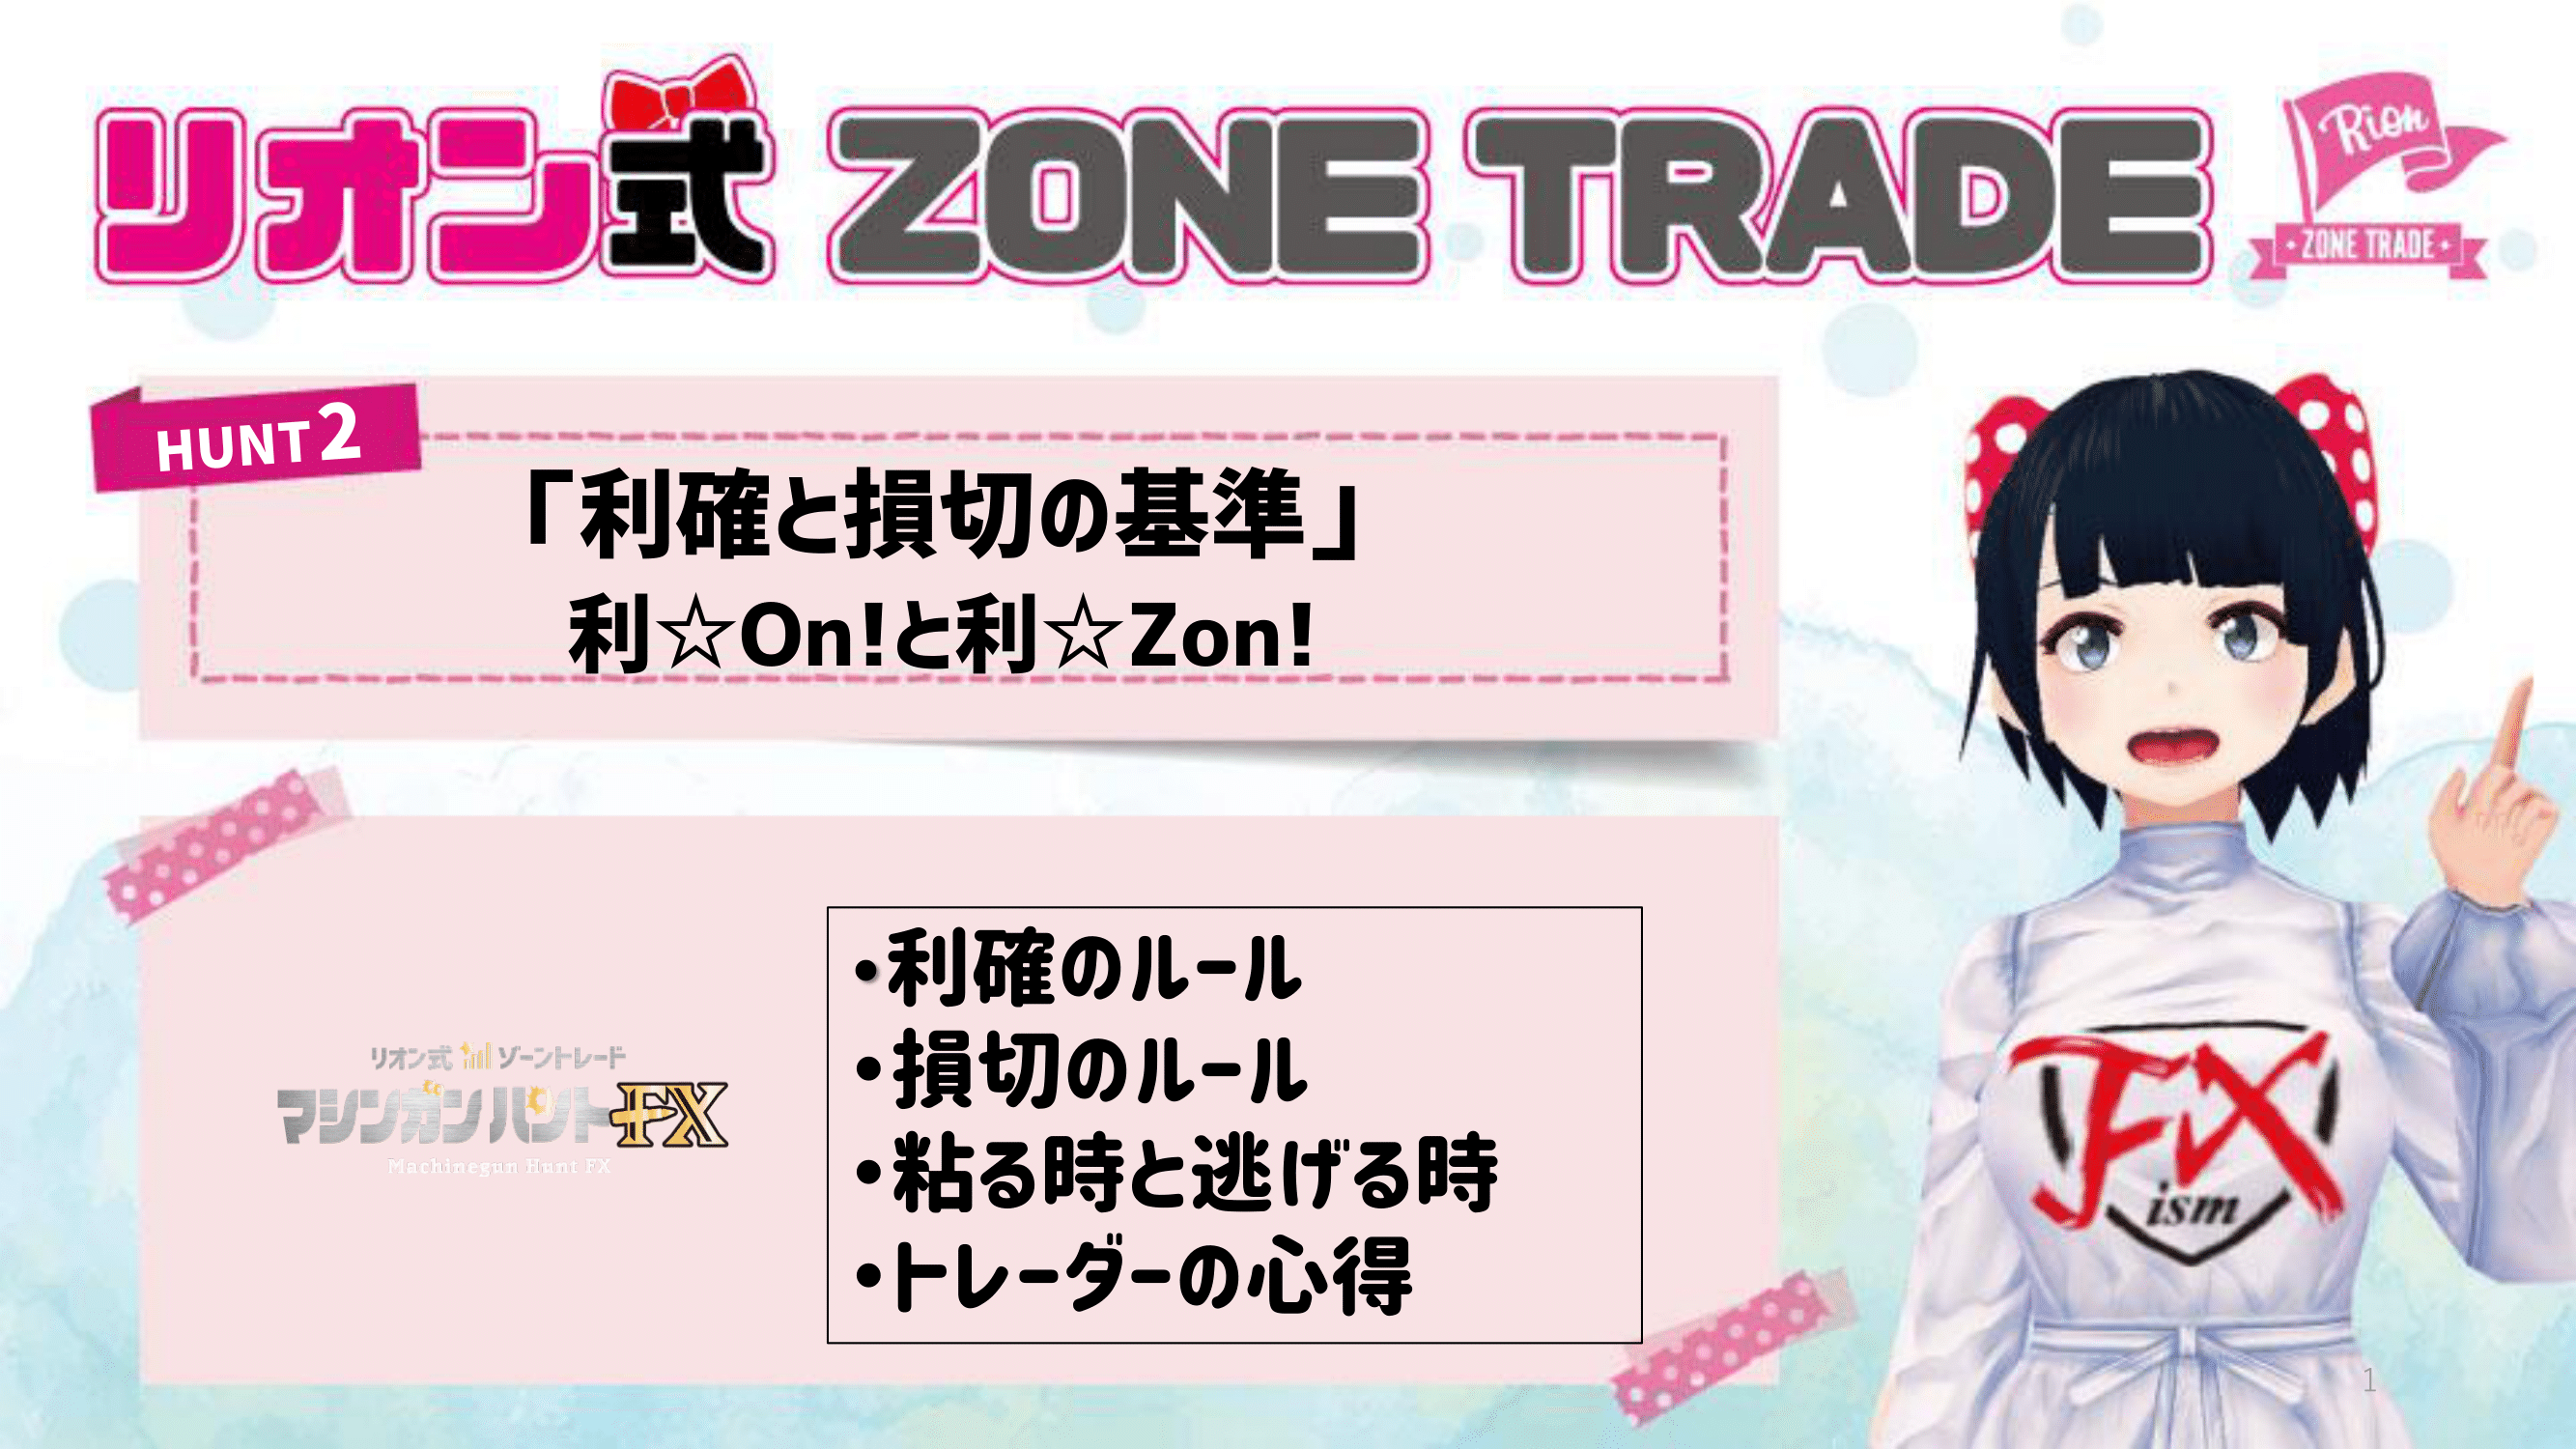 リオン式 ZONE TRADE
Rion
ZONE TRADE
HUNT2
「利確と損切の基準」
利☆On!と利☆Zon!
•利確のルール
•損切のルール
•粘る時と逃げる時
•トレーダーの心得
リオン式 ゾーントレード
マシンガンハントFX
Machinegun Hunt FX
FX
ism
1